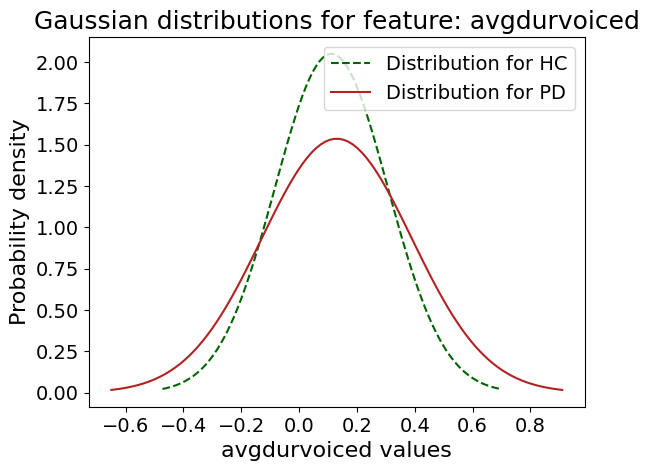 Gaussian distributions for feature: avgdurvoiced
Distribution for HC
Distribution for PD
Probability density
2.00
1.75
1.50
1.25
1.00
0.75
0.50
0.25
0.00
−0.6 −0.4 −0.2 0.0 0.2 0.4 0.6 0.8
avgdurvoiced values